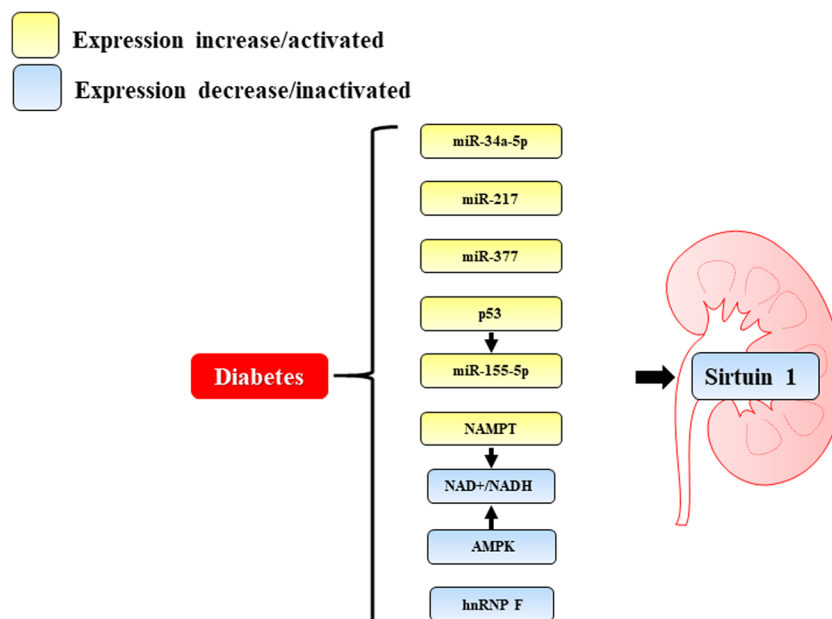 Expression increase/activated
Expression decrease/inactivated
miR-34a-5p
miR-217
miR-377
p53
Diabetes
miR-155-5p
Sirtuin 1
NAMPT
NAD+/NADH
AMPK
hnRNP F